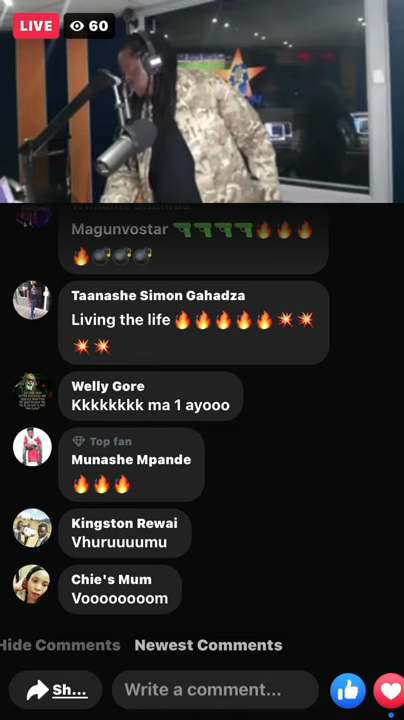 LIVE 60
Magunvostar 🔫🔫🔫🔫🔥🔥🔥
🔥💣💣💣
Taanashe Simon Gahadza
Living the life 🔥🔥🔥🔥🔥💥💥
💥💥
Welly Gore
Kkkkkkkk ma 1 ayooo
Top fan
Munashe Mpande
🔥🔥🔥
Kingston Rewai
Vhuruuuumu
Chie's Mum
Voooooooom
Hide Comments Newest Comments
Sh... Write a comment...